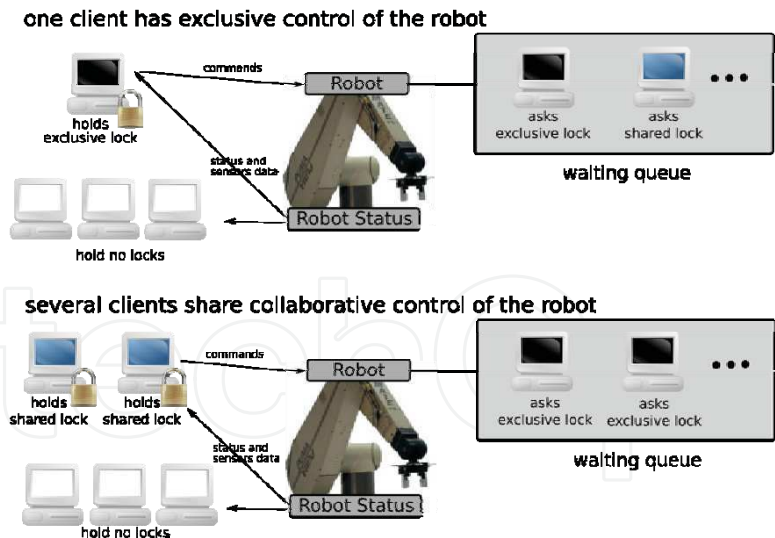 one client has exclusive control of the robot
commands
Robot
holds
exclusive lock
asks
exclusive lock
asks
shared lock
waiting queue
status and
sensors data
Robot Status
hold no locks
several clients share collaborative control of the robot
commands
Robot
holds
shared lock
holds
shared lock
asks
exclusive lock
asks
exclusive lock
waiting queue
status and
sensors data
Robot Status
hold no locks